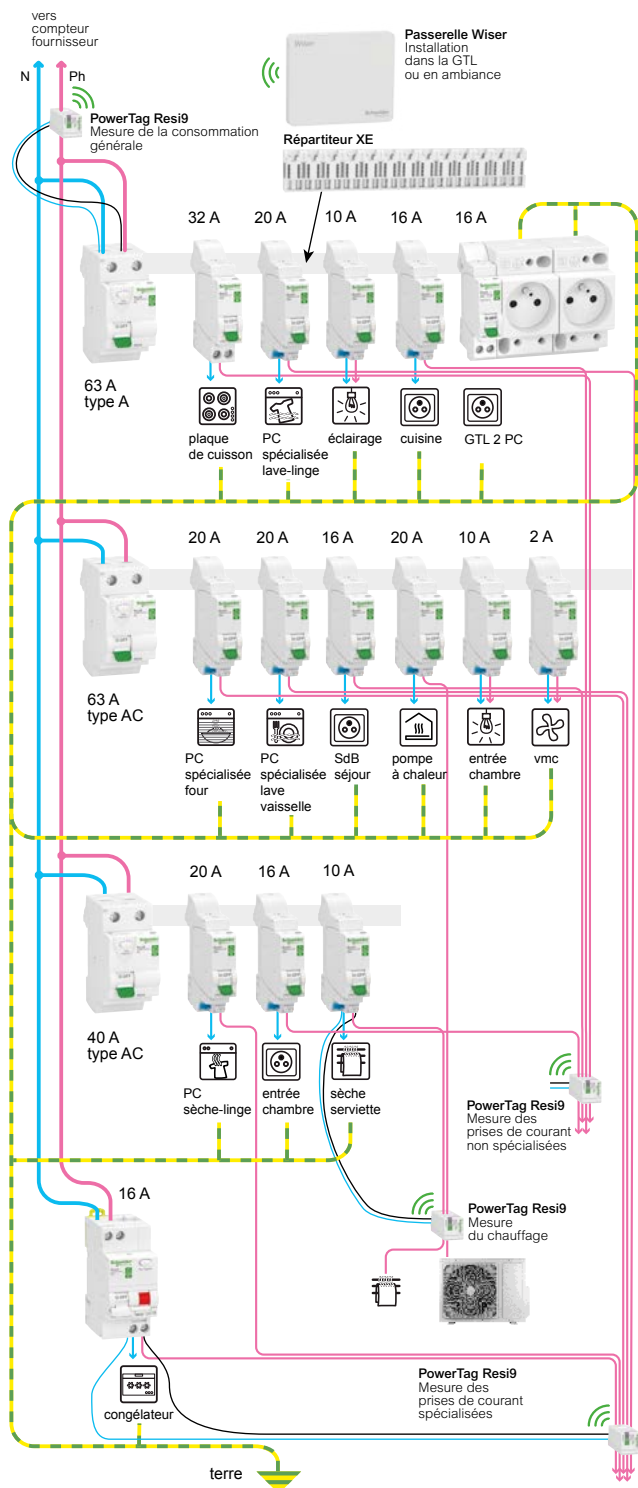 vers
compteur
fournisseur
N
Ph
Wiser
Schneider
Passerelle Wiser
Installation
dans la GTL
ou en ambiance
PowerTag Resi9
Mesure de la consommation
générale
Répartiteur XE
32 A
20 A
10 A
16 A
16 A
63 A
type A
plaque
de cuisson
PC
spécialisée
lave-linge
éclairage
cuisine
GTL 2 PC
20 A
20 A
16 A
20 A
10 A
2 A
63 A
type AC
PC
spécialisée
four
PC
spécialisée
lave
vaisselle
SdB
séjour
pompe
à chaleur
entrée
chambre
vmc
20 A
16 A
10 A
40 A
type AC
PC
sèche-linge
entrée
chambre
sèche
serviette
PowerTag Resi9
Mesure des
prises de courant
non spécialisées
16 A
PowerTag Resi9
Mesure
du chauffage
PowerTag Resi9
Mesure des
prises de courant
spécialisées
congélateur
terre